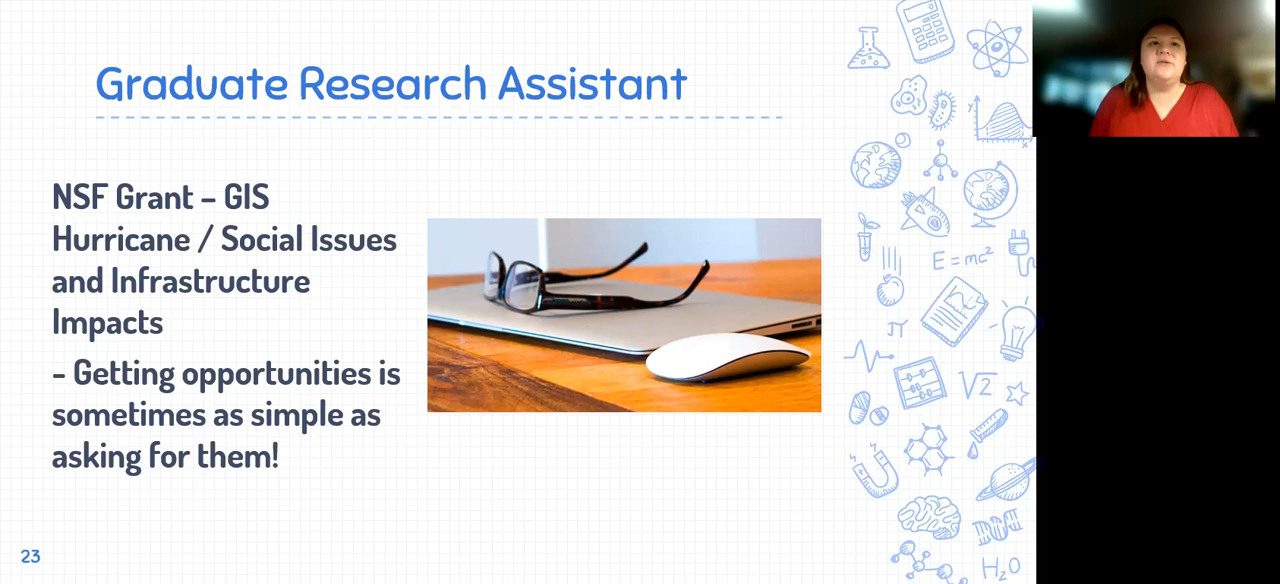 Graduate Research Assistant
NSF Grant – GIS
Hurricane / Social Issues
and Infrastructure
Impacts
- Getting opportunities is
sometimes as simple as
asking for them!
23
y
x
E=mc²
π
√2
H₂O